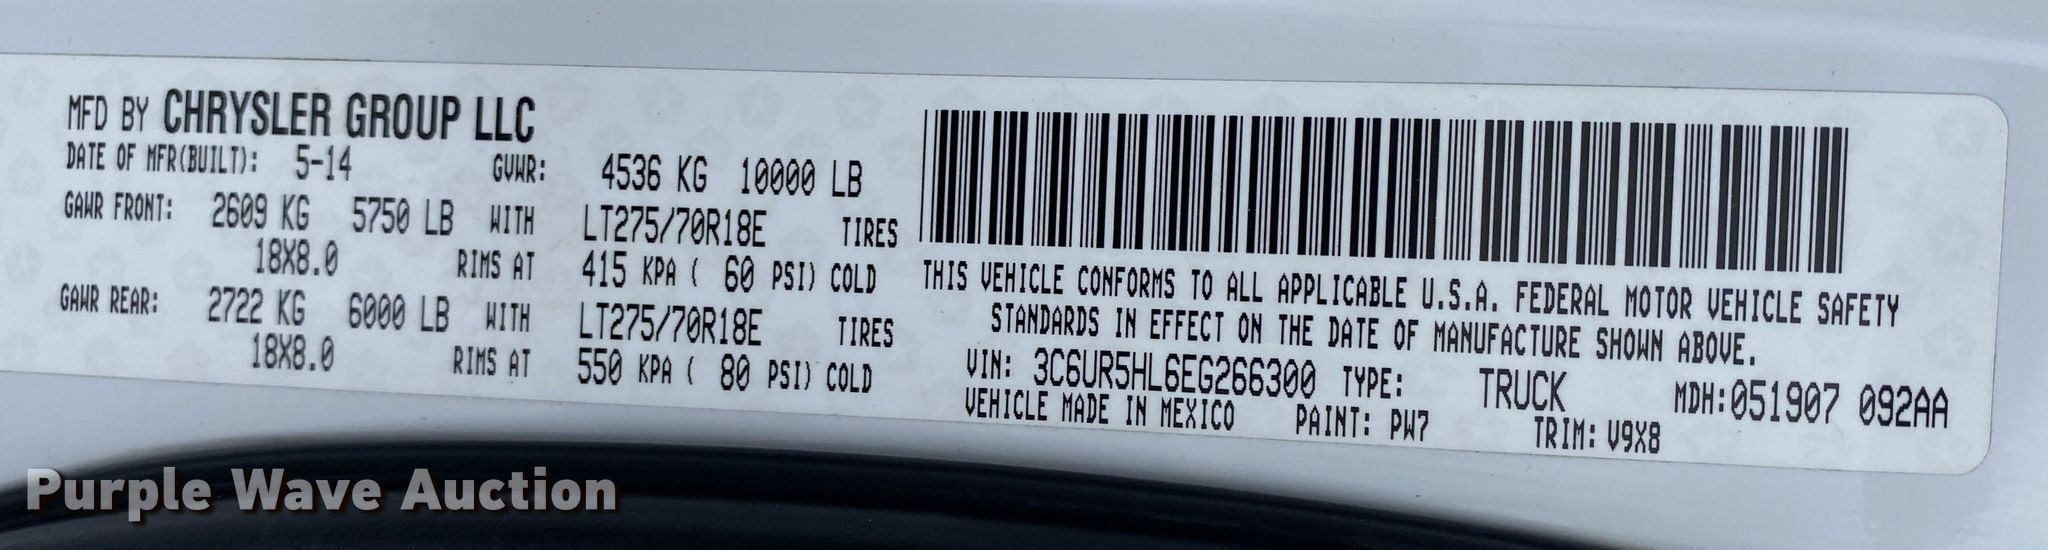 MFD BY CHRYSLER GROUP LLC
DATE OF MFR(BUILT): 5-14 GVWR: 4536 KG 10000 LB
GAWR FRONT: 2609 KG 5750 LB WITH LT275/70R18E TIRES
18X8.0 RIMS AT 415 KPA ( 60 PSI) COLD
GAWR REAR: 2722 KG 6000 LB WITH LT275/70R18E TIRES
18X8.0 RIMS AT 550 KPA ( 80 PSI) COLD
THIS VEHICLE CONFORMS TO ALL APPLICABLE U.S.A. FEDERAL MOTOR VEHICLE SAFETY
STANDARDS IN EFFECT ON THE DATE OF MANUFACTURE SHOWN ABOVE.
VIN: 3C6UR5HL6EG266300 TYPE: TRUCK MDH:051907 092AA
VEHICLE MADE IN MEXICO PAINT: PW7 TRIM: V9X8
Purple Wave Auction